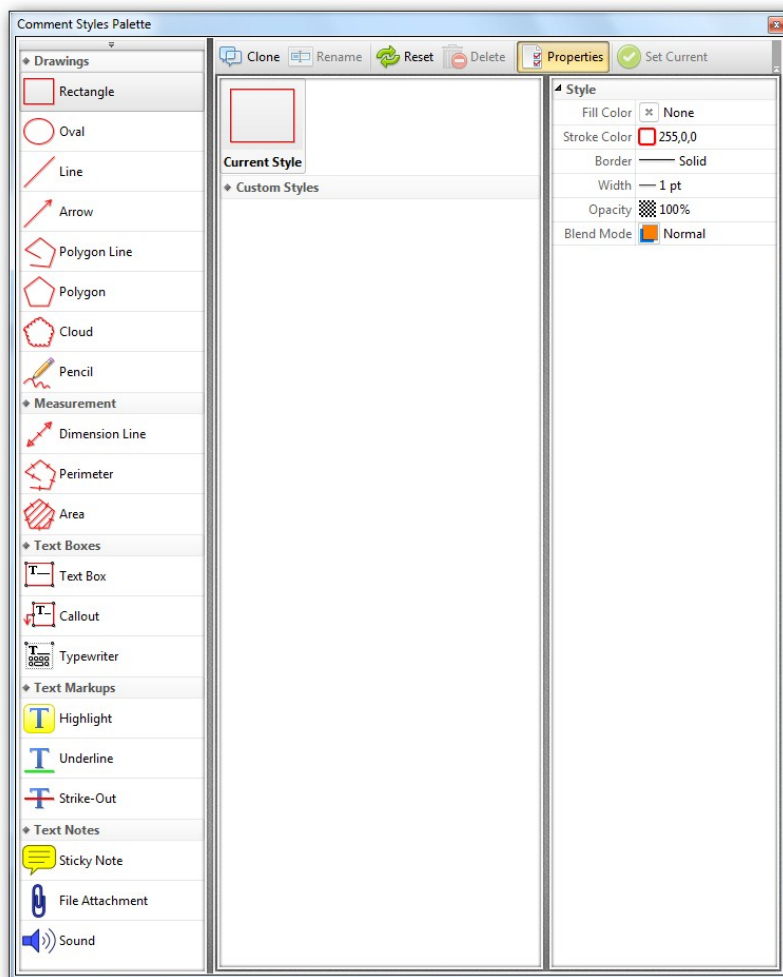 Comment Styles Palette
Drawings
Rectangle
Oval
Line
Arrow
Polygon Line
Polygon
Cloud
Pencil
Measurement
Dimension Line
Perimeter
Area
Text Boxes
Text Box
Callout
Typewriter
Text Markups
Highlight
Underline
Strike-Out
Text Notes
Sticky Note
File Attachment
Sound
Clone Rename Reset Delete Properties Set Current
Current Style
Custom Styles
Style
Fill Color None
Stroke Color 255,0,0
Border Solid
Width 1 pt
Opacity 100%
Blend Mode Normal